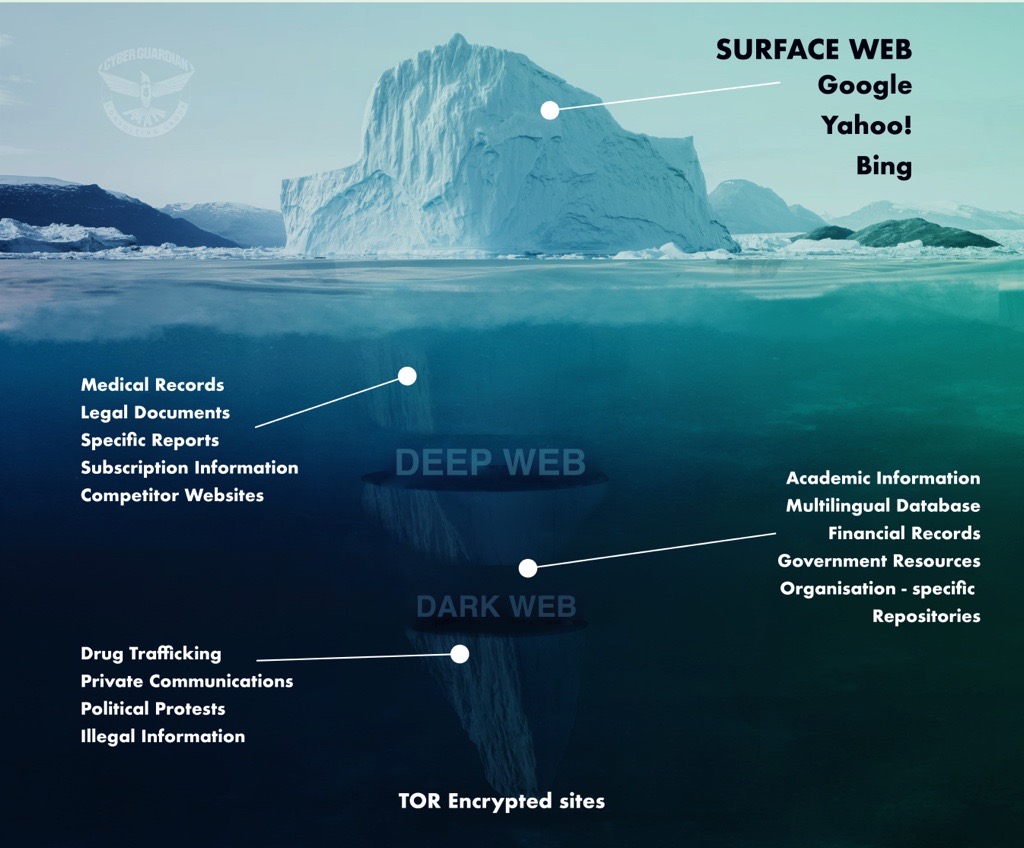 CYBER GUARDIAN
SURFACE WEB
Google
Yahoo!
Bing
Medical Records
Legal Documents
Specific Reports
Subscription Information
Competitor Websites
DEEP WEB
Academic Information
Multilingual Database
Financial Records
Government Resources
Organisation - specific
Repositories
DARK WEB
Drug Trafficking
Private Communications
Political Protests
Illegal Information
TOR Encrypted sites